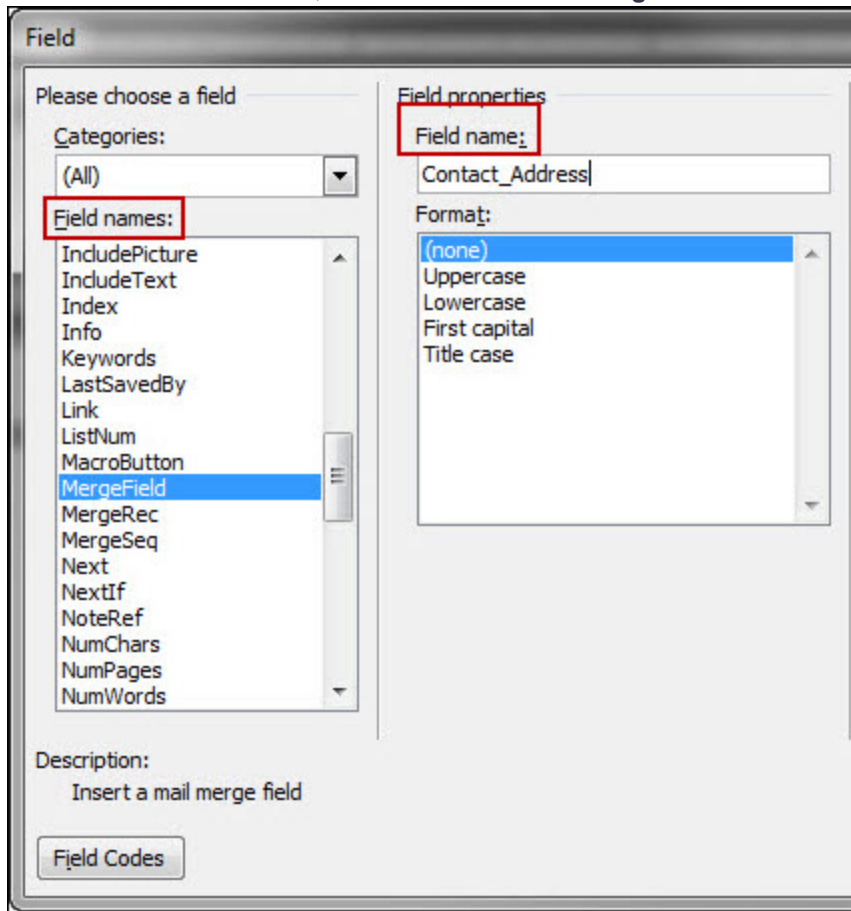 Field
Please choose a field
Categories:
(All)
Field names:
IncludePicture
IncludeText
Index
Info
Keywords
LastSavedBy
Link
ListNum
MacroButton
MergeField
MergeRec
MergeSeq
Next
NextIf
NoteRef
NumChars
NumPages
NumWords
Field properties
Field name:
Contact_Address
Format:
(none)
Uppercase
Lowercase
First capital
Title case
Description:
Insert a mail merge field
Field Codes